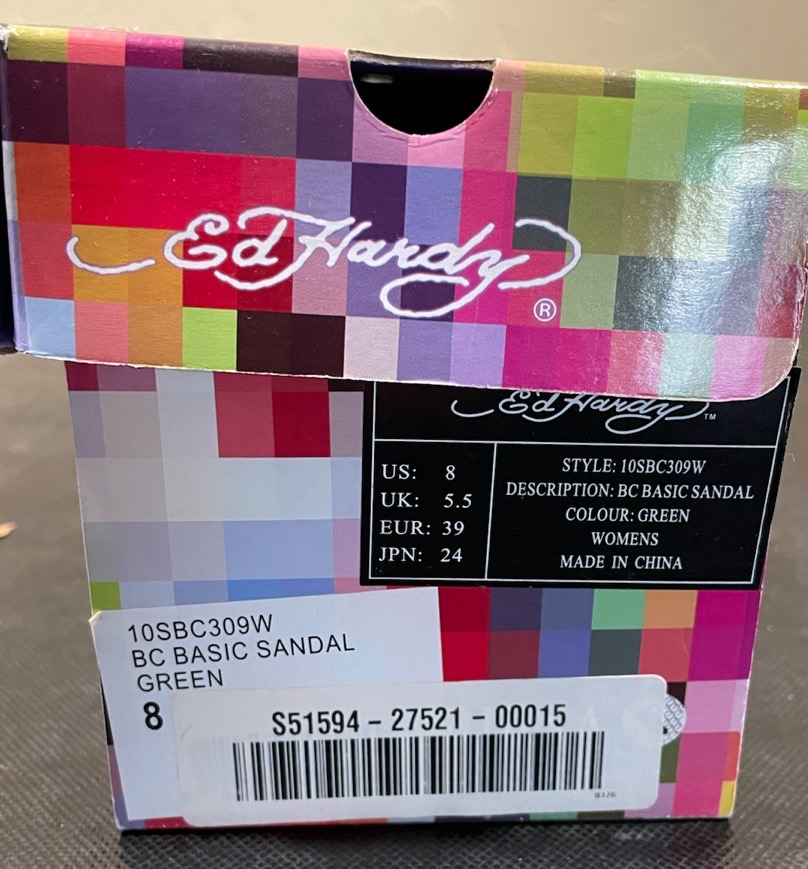 Ed Hardy
®
Ed Hardy™
US: 8
UK: 5.5
EUR: 39
JPN: 24
STYLE: 10SBC309W
DESCRIPTION: BC BASIC SANDAL
COLOUR: GREEN
WOMENS
MADE IN CHINA
10SBC309W
BC BASIC SANDAL
GREEN
8
S51594 - 27521 - 00015